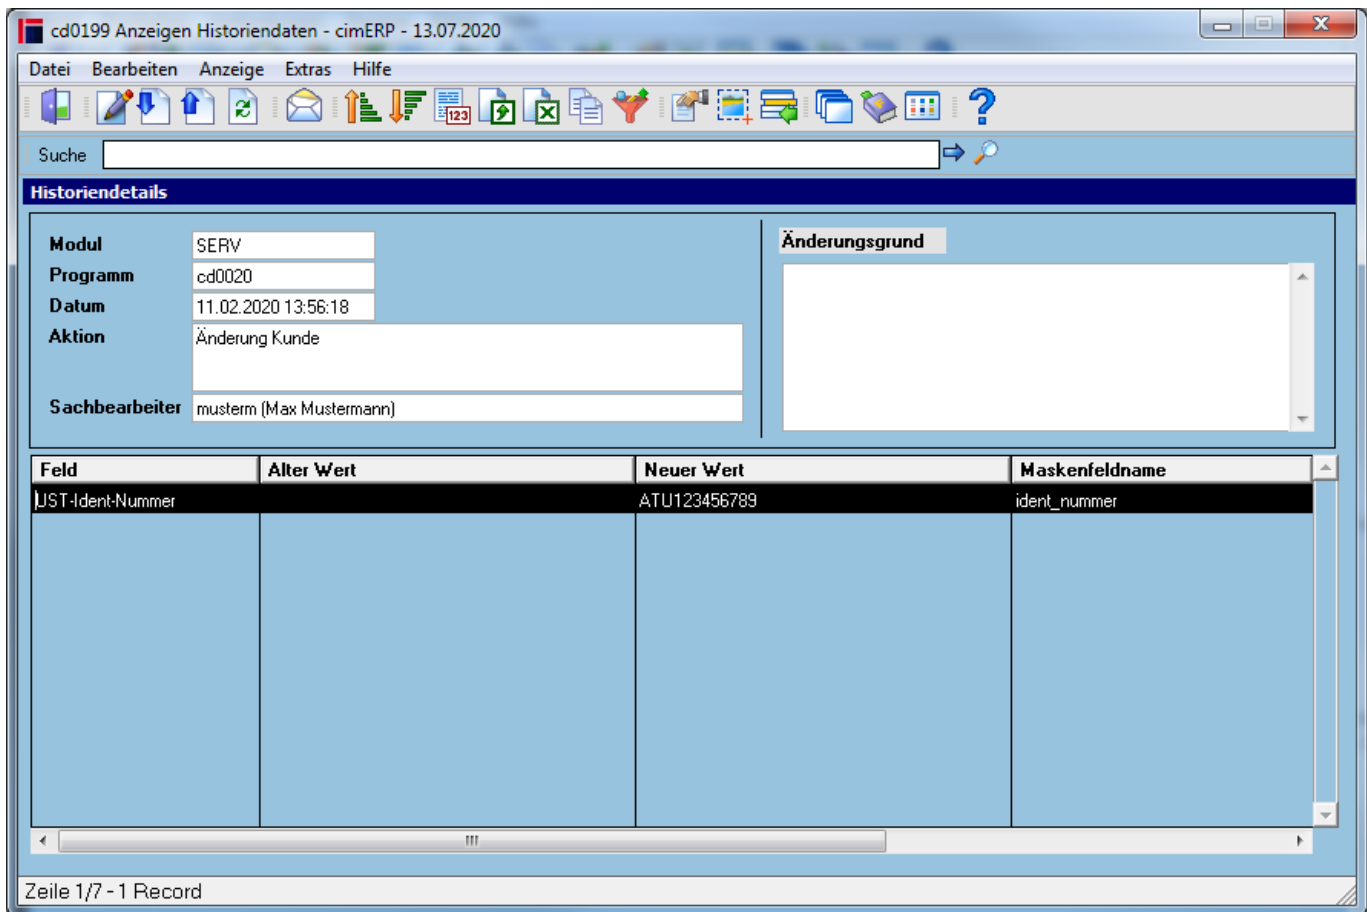 cd0199 Anzeigen Historiendaten - cimERP - 13.07.2020
Datei Bearbeiten Anzeige Extras Hilfe
123
Suche
Historiendetails
Modul SERV
Programm cd0020
Datum 11.02.2020 13:56:18
Aktion Änderung Kunde
Sachbearbeiter musterm (Max Mustermann)
Änderungsgrund
Feld Alter Wert Neuer Wert Maskenfeldname
UST-Ident-Nummer ATU123456789 ident_nummer
Zeile 1/7 - 1 Record